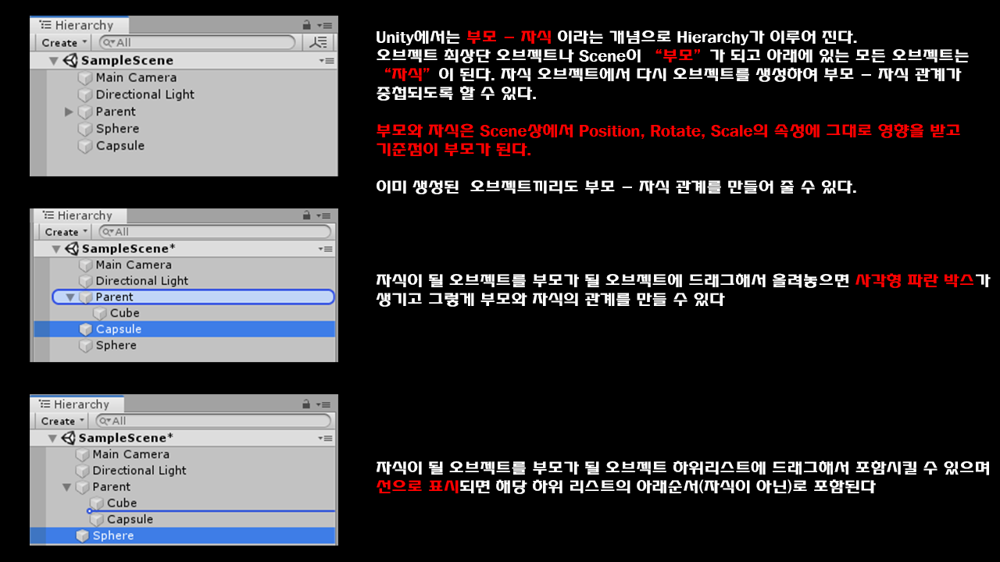 Hierarchy
Create
All
SampleScene
Main Camera
Directional Light
Parent
Sphere
Capsule
Unity에서는 부모 - 자식 이라는 개념으로 Hierarchy가 이루어 진다.
오브젝트 최상단 오브젝트나 Scene이 “부모” 가 되고 아래에 있는 모든 오브젝트는
“자식” 이 된다. 자식 오브젝트에서 다시 오브젝트를 생성하여 부모 - 자식 관계가
중첩되도록 할 수 있다.
부모와 자식은 Scene상에서 Position, Rotate, Scale의 속성에 그대로 영향을 받고
기준점이 부모가 된다.
이미 생성된 오브젝트끼리도 부모 - 자식 관계를 만들어 줄 수 있다.
Hierarchy
Create
All
SampleScene*
Main Camera
Directional Light
Parent
Cube
Capsule
Sphere
자식이 될 오브젝트를 부모가 될 오브젝트에 드래그해서 올려놓으면 사각형 파란 박스가
생기고 그렇게 부모와 자식의 관계를 만들 수 있다
Hierarchy
Create
All
SampleScene*
Main Camera
Directional Light
Parent
Cube
Capsule
Sphere
자식이 될 오브젝트를 부모가 될 오브젝트 하위리스트에 드래그해서 포함시킬 수 있으며
선으로 표시되면 해당 하위 리스트의 아래순서(자식이 아닌)로 포함된다